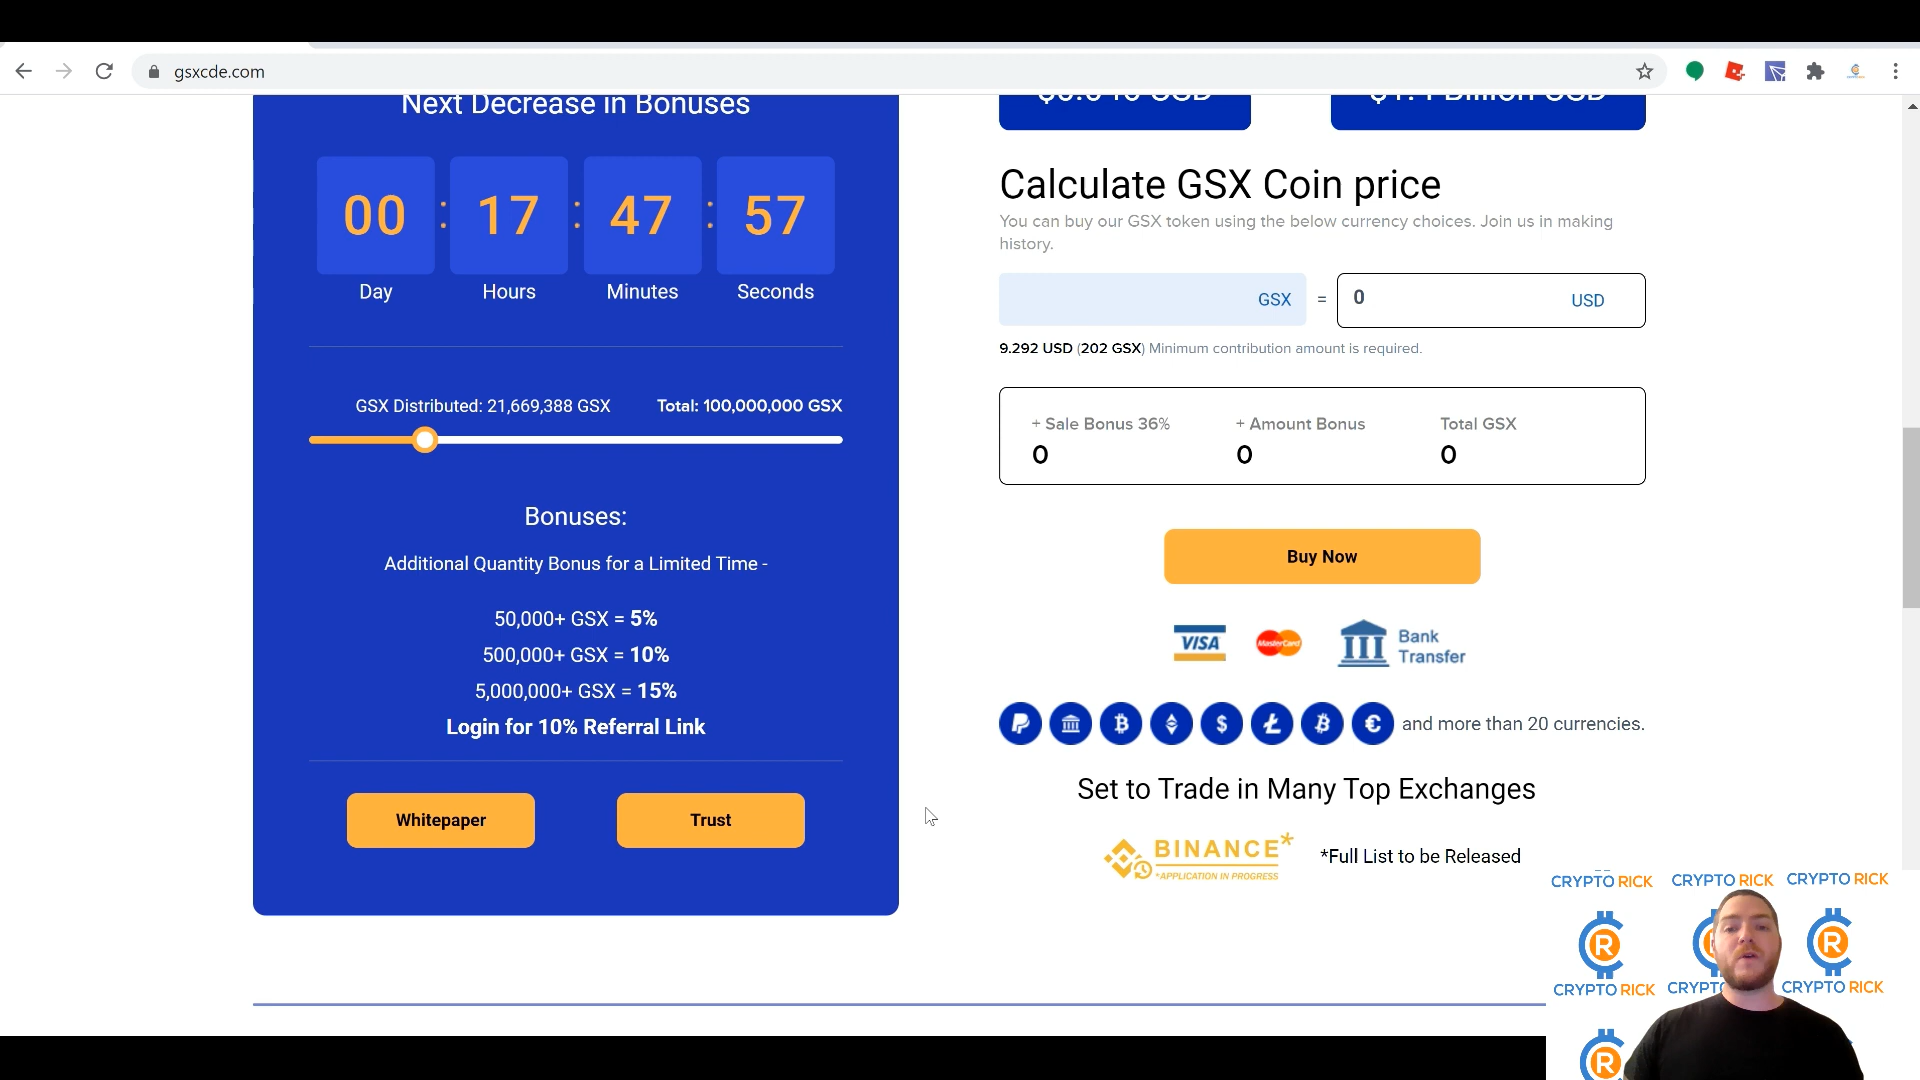 gsxcde.com
Next Decrease in Bonuses
00 : 17 : 47 : 57
Day Hours Minutes Seconds
GSX Distributed: 21,669,388 GSX Total: 100,000,000 GSX
Bonuses:
Additional Quantity Bonus for a Limited Time -
50,000+ GSX = 5%
500,000+ GSX = 10%
5,000,000+ GSX = 15%
Login for 10% Referral Link
Whitepaper Trust
Calculate GSX Coin price
You can buy our GSX token using the below currency choices. Join us in making
history.
GSX = 0 USD
9.292 USD (202 GSX) Minimum contribution amount is required.
+ Sale Bonus 36% + Amount Bonus Total GSX
0 0 0
Buy Now
VISA MasterCard Bank
Transfer
and more than 20 currencies.
Set to Trade in Many Top Exchanges
BINANCE* *Full List to be Released
*APPLICATION IN PROGRESS
CRYPTO RICK CRYPTO RICK CRYPTO RICK
R R
CRYPTO RICK CRYPT CRYPTO RICK
R